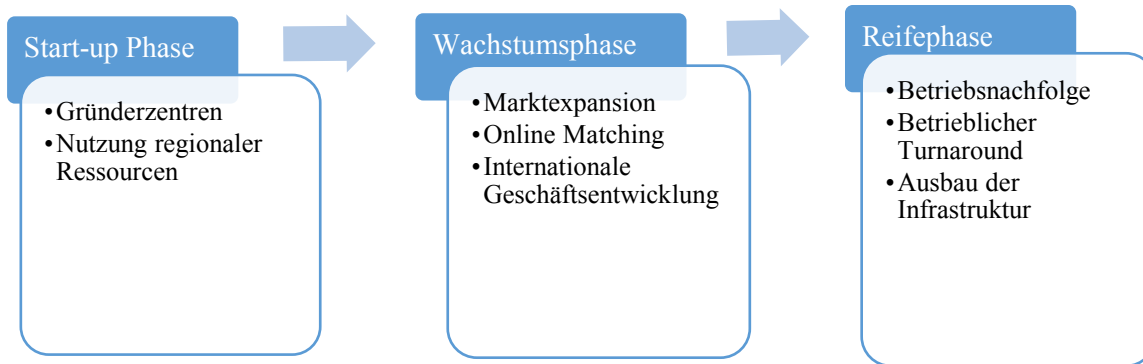 Start-up Phase
•Gründerzentren
•Nutzung regionaler
Ressourcen
Wachstumsphase
•Marktexpansion
•Online Matching
•Internationale
Geschäftsentwicklung
Reifephase
•Betriebsnachfolge
•Betrieblicher
Turnaround
•Ausbau der
Infrastruktur